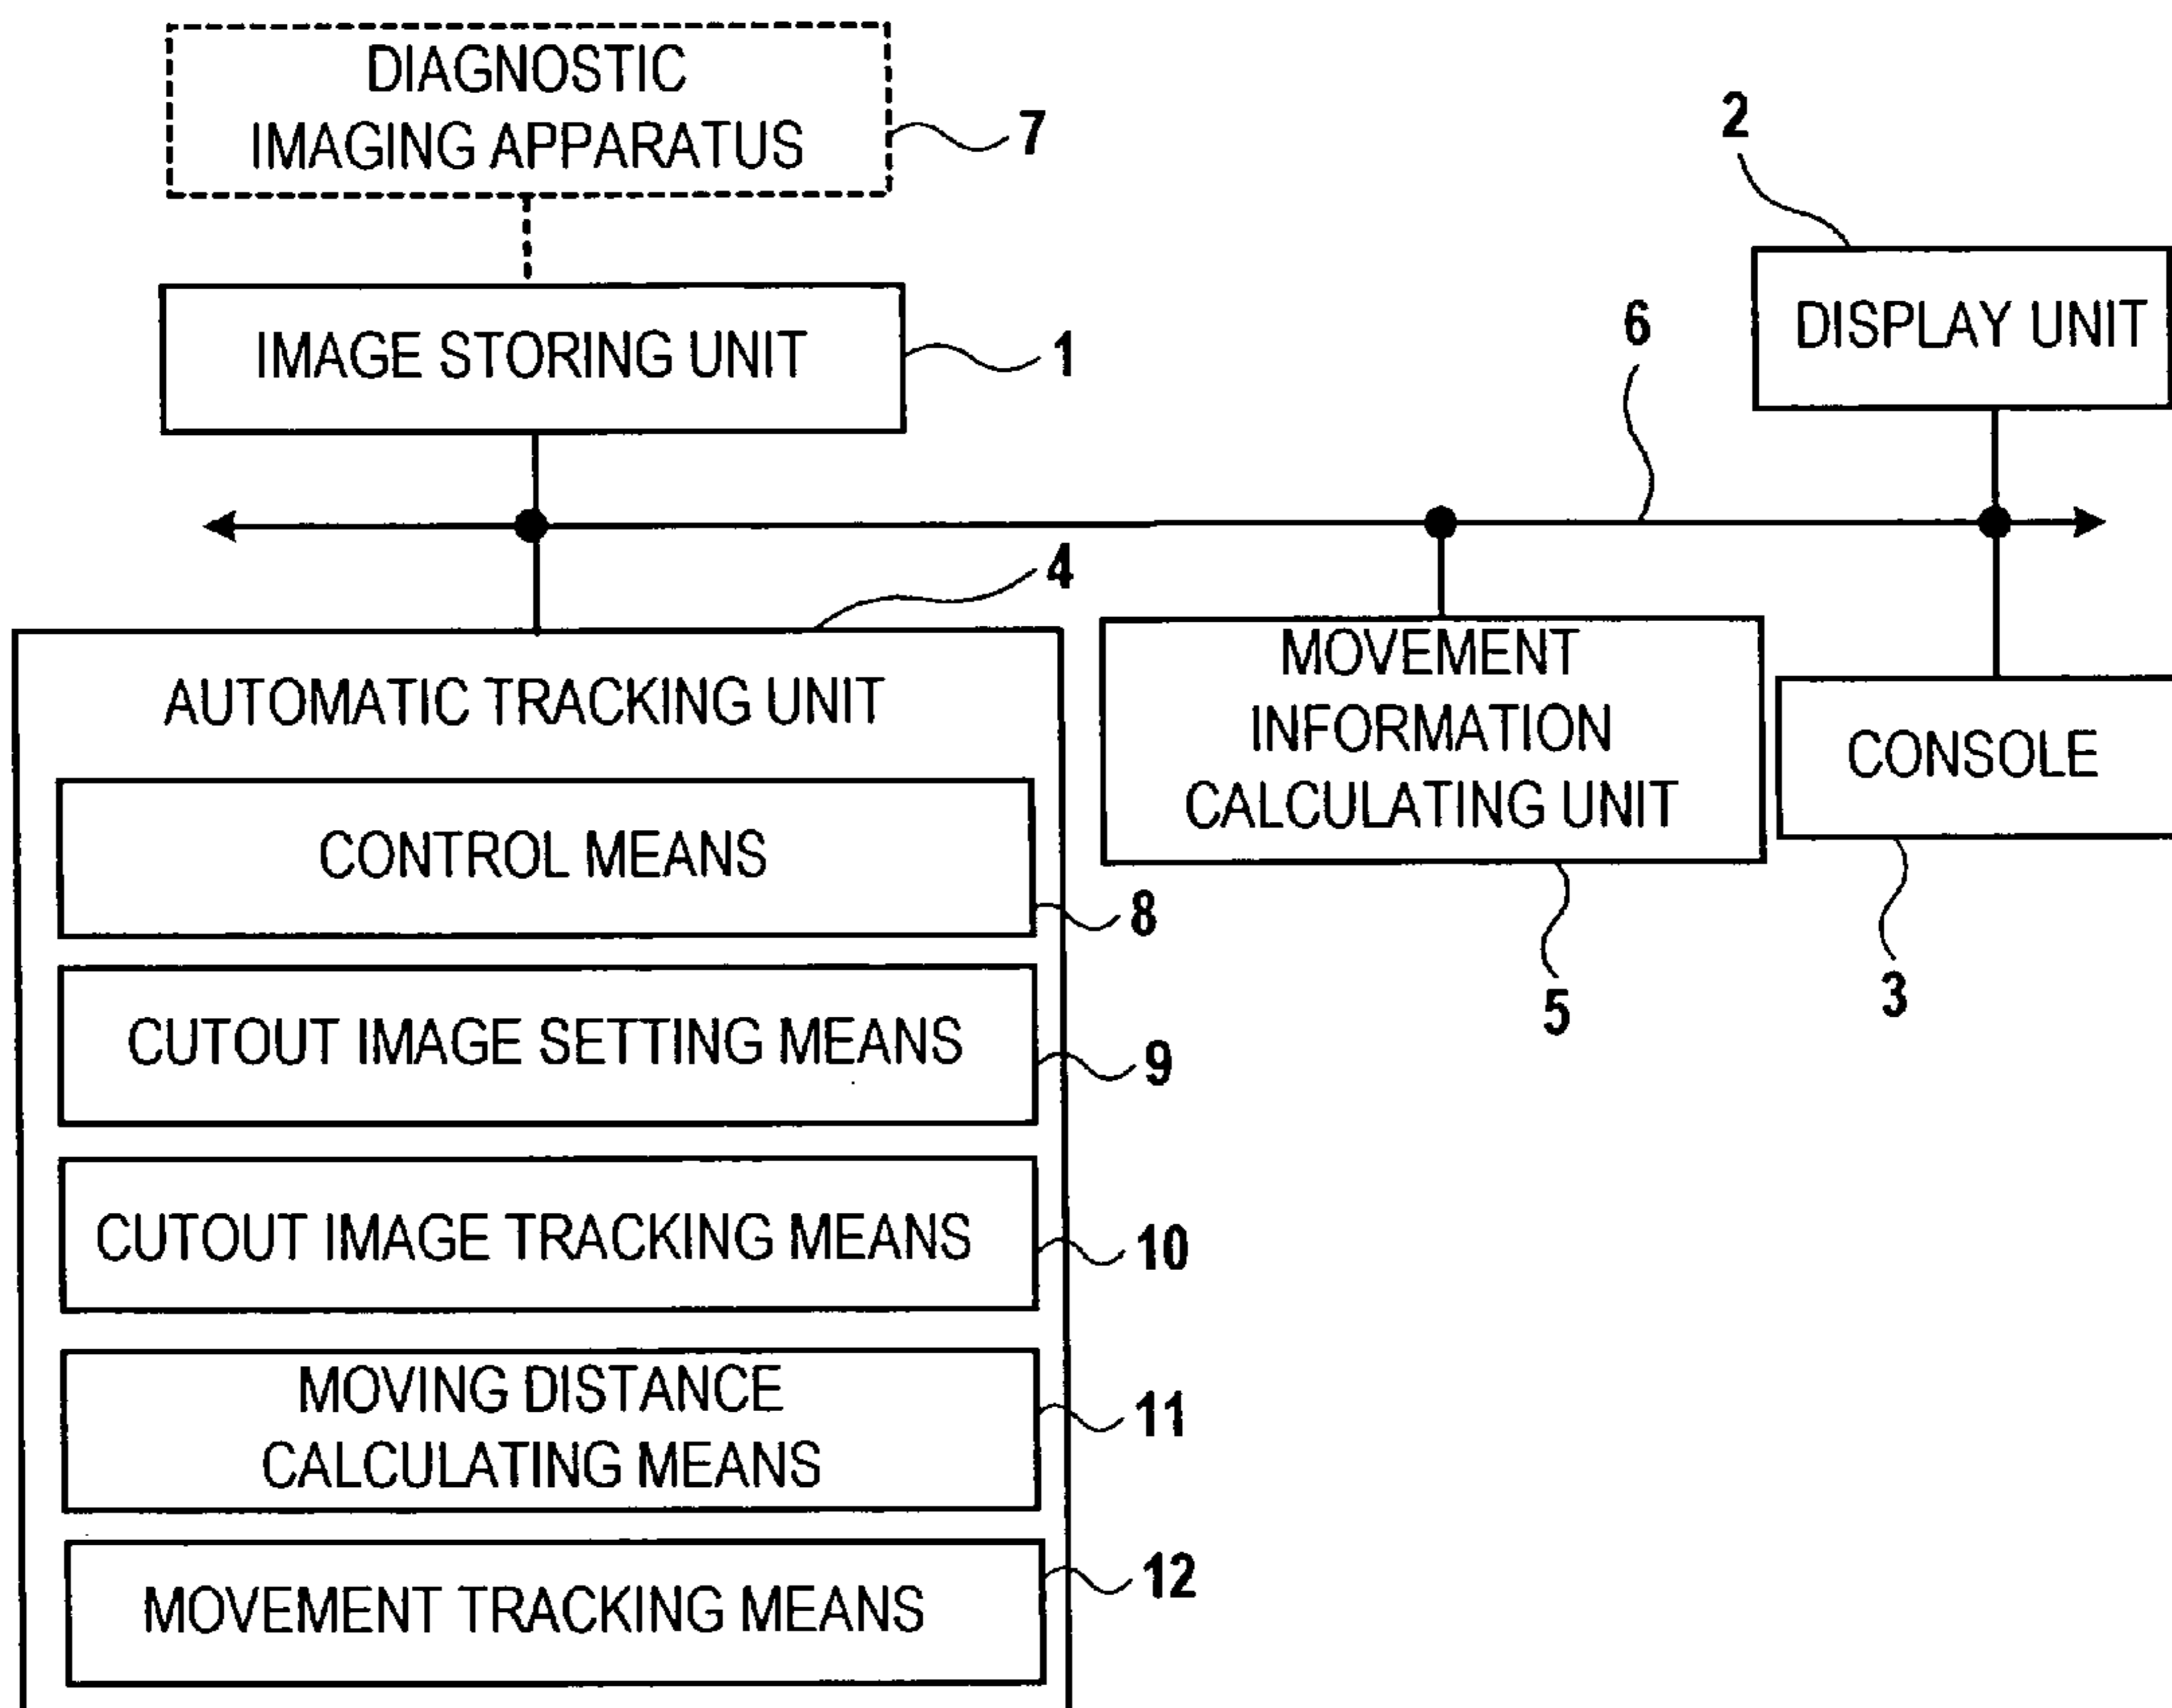 DIAGNOSTIC
IMAGING APPARATUS
7
2
IMAGE STORING UNIT
1
6
DISPLAY UNIT
4
AUTOMATIC TRACKING UNIT
MOVEMENT
INFORMATION
CALCULATING UNIT
CONSOLE
CONTROL MEANS
8
5
3
CUTOUT IMAGE SETTING MEANS
9
CUTOUT IMAGE TRACKING MEANS
10
MOVING DISTANCE
CALCULATING MEANS
11
MOVEMENT TRACKING MEANS
12